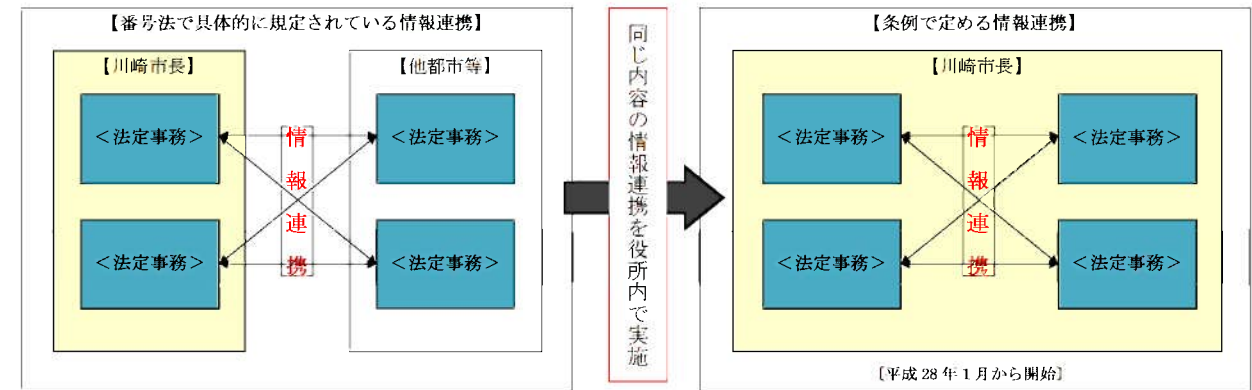 【番号法で具体的に規定されている情報連携】
【川崎市長】
【他都市等】
＜法定事務＞
＜法定事務＞
＜法定事務＞
＜法定事務＞
情報連携
同じ内容の情報連携を役所内で実施
【条例で定める情報連携】
【川崎市長】
＜法定事務＞
＜法定事務＞
＜法定事務＞
＜法定事務＞
情報連携
［平成28年1月から開始］